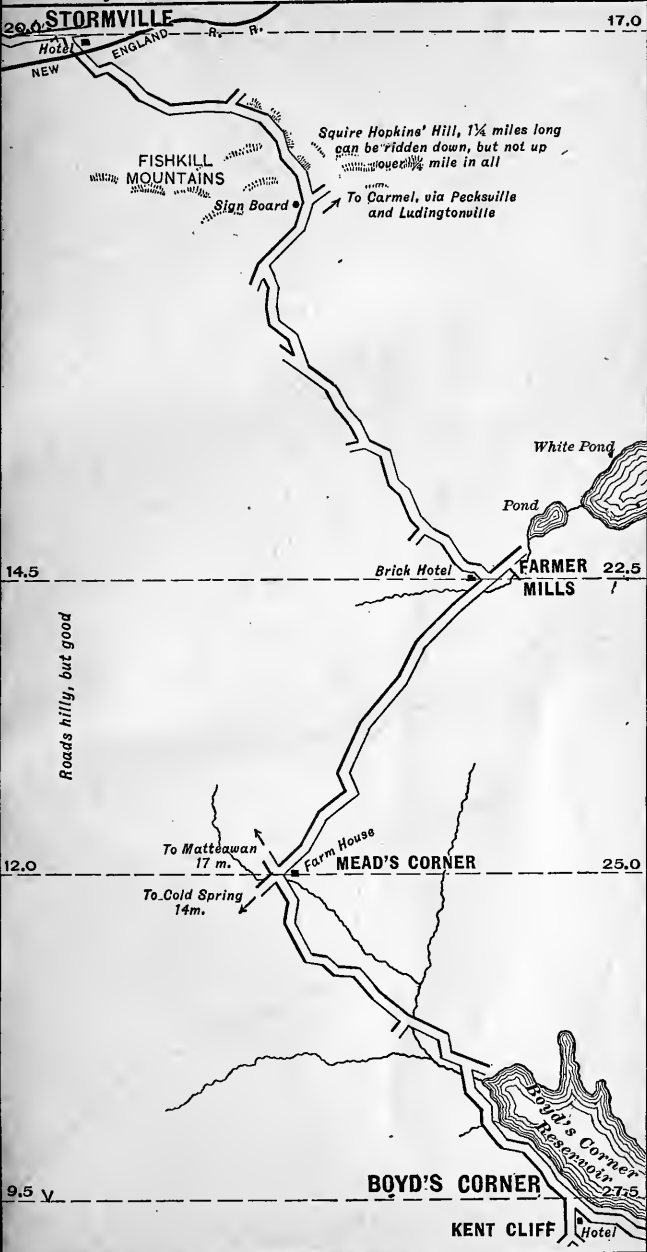 20.0
STORMVILLE
17.0
Hotel
NEW ENGLAND R. R.
Squire Hopkins' Hill, 1¼ miles long
can be ridden down, but not up
over ¼ mile in all
FISHKILL
MOUNTAINS
Sign Board
To Carmel, via Pecksville
and Ludingtonville
White Pond
Pond
Brick Hotel
14.5
FARMER
MILLS
22.5
Roads hilly, but good
To Matteawan
17 m.
Farm House
12.0
MEAD'S CORNER
25.0
To Cold Spring
14m.
Boyd's Corner
Reservoir
9.5
BOYD'S CORNER
27.5
KENT CLIFF
Hotel